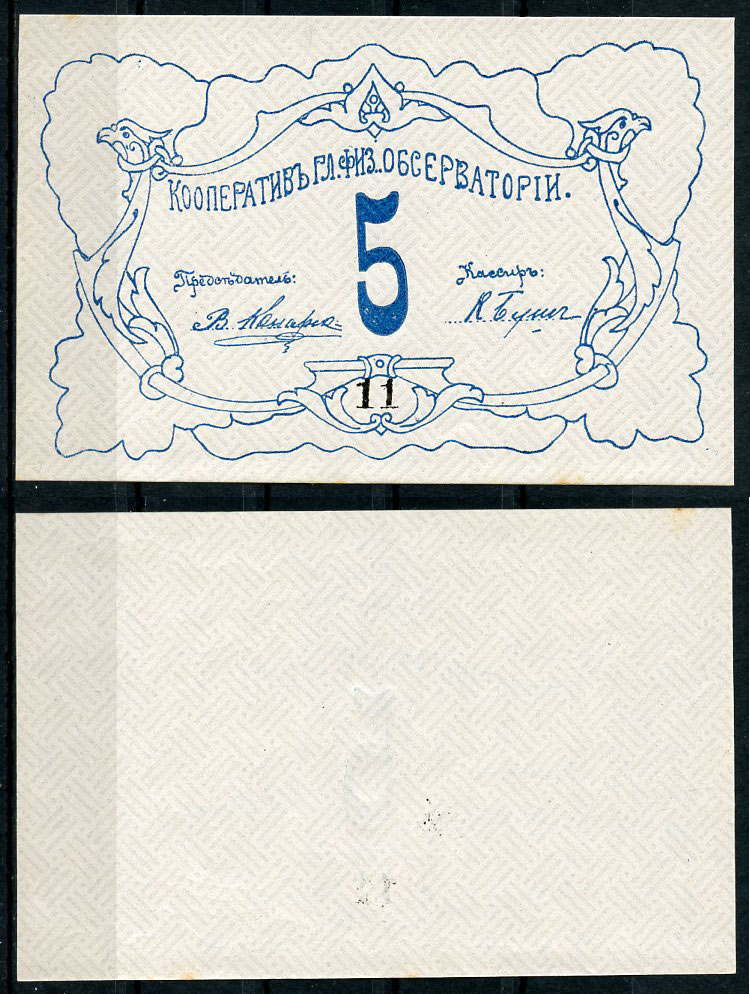 КООПЕРАТИВЪ ГЛ. ФИЗ. ОБСЕРВАТОРІИ.
5
Предсѣдатель: Кассиръ:
В. К.
11